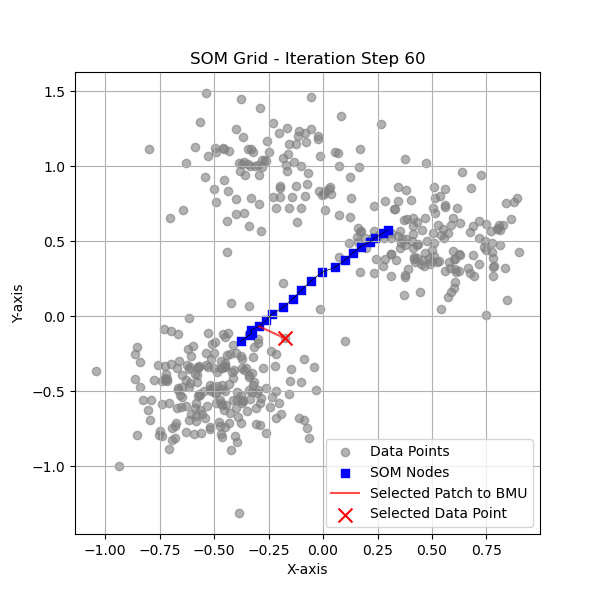 SOM Grid - Iteration Step 60
1.5
1.0
0.5
0.0
−0.5
−1.0
Y-axis
−1.00 −0.75 −0.50 −0.25 0.00 0.25 0.50 0.75
X-axis
Data Points
SOM Nodes
Selected Patch to BMU
Selected Data Point